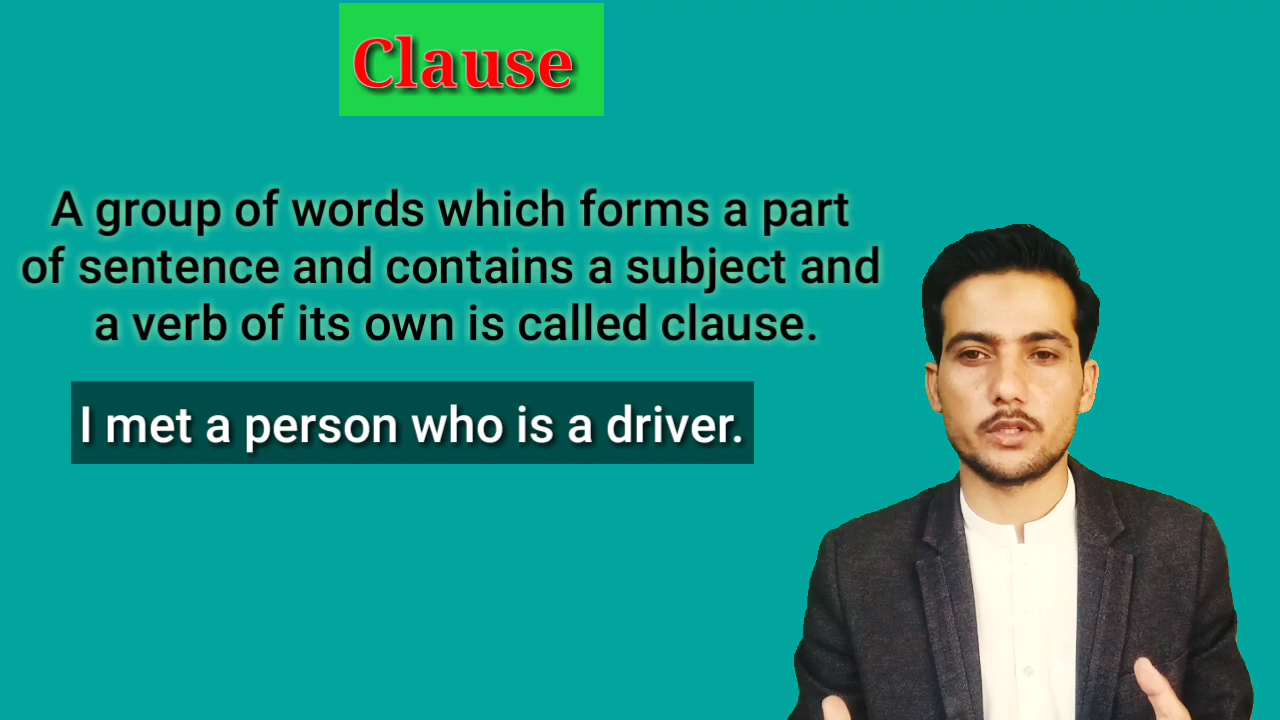 Clause
A group of words which forms a part
of sentence and contains a subject and
a verb of its own is called clause.
I met a person who is a driver.